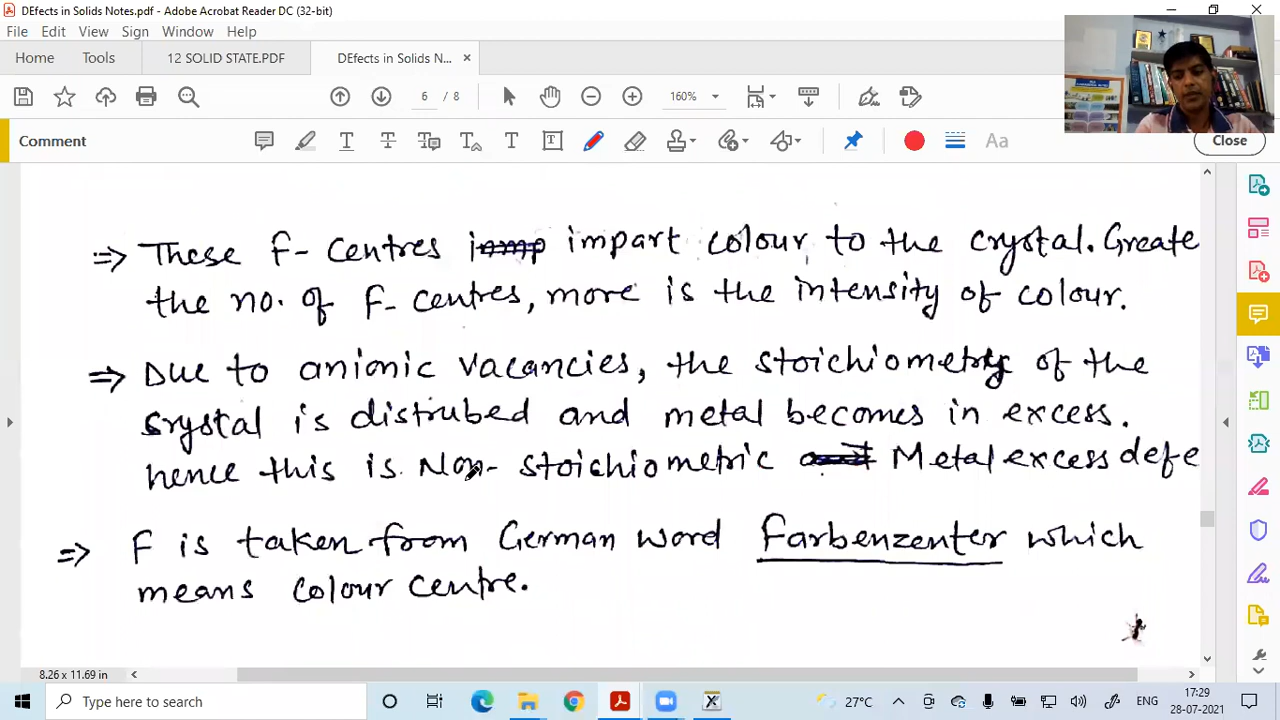 DEfects in Solids Notes.pdf - Adobe Acrobat Reader DC (32-bit)
File Edit View Sign Window Help
Home Tools 12 SOLID STATE.PDF DEfects in Solids N... ×
6 / 8 160%
Comment Close
⇒ These F- Centres impart colour to the crystal. Greate
the no. of F- centres, more is the intensity of colour.
⇒ Due to anionic vacancies, the stoichiometry of the
crystal is distrubed and metal becomes in excess.
hence this is Non- stoichiometric Metal excess defe
⇒ F is taken from German word Farbenzenter which
means colour centre.
8.26 x 11.69 in
Type here to search
27°C ENG 17:29
28-07-2021